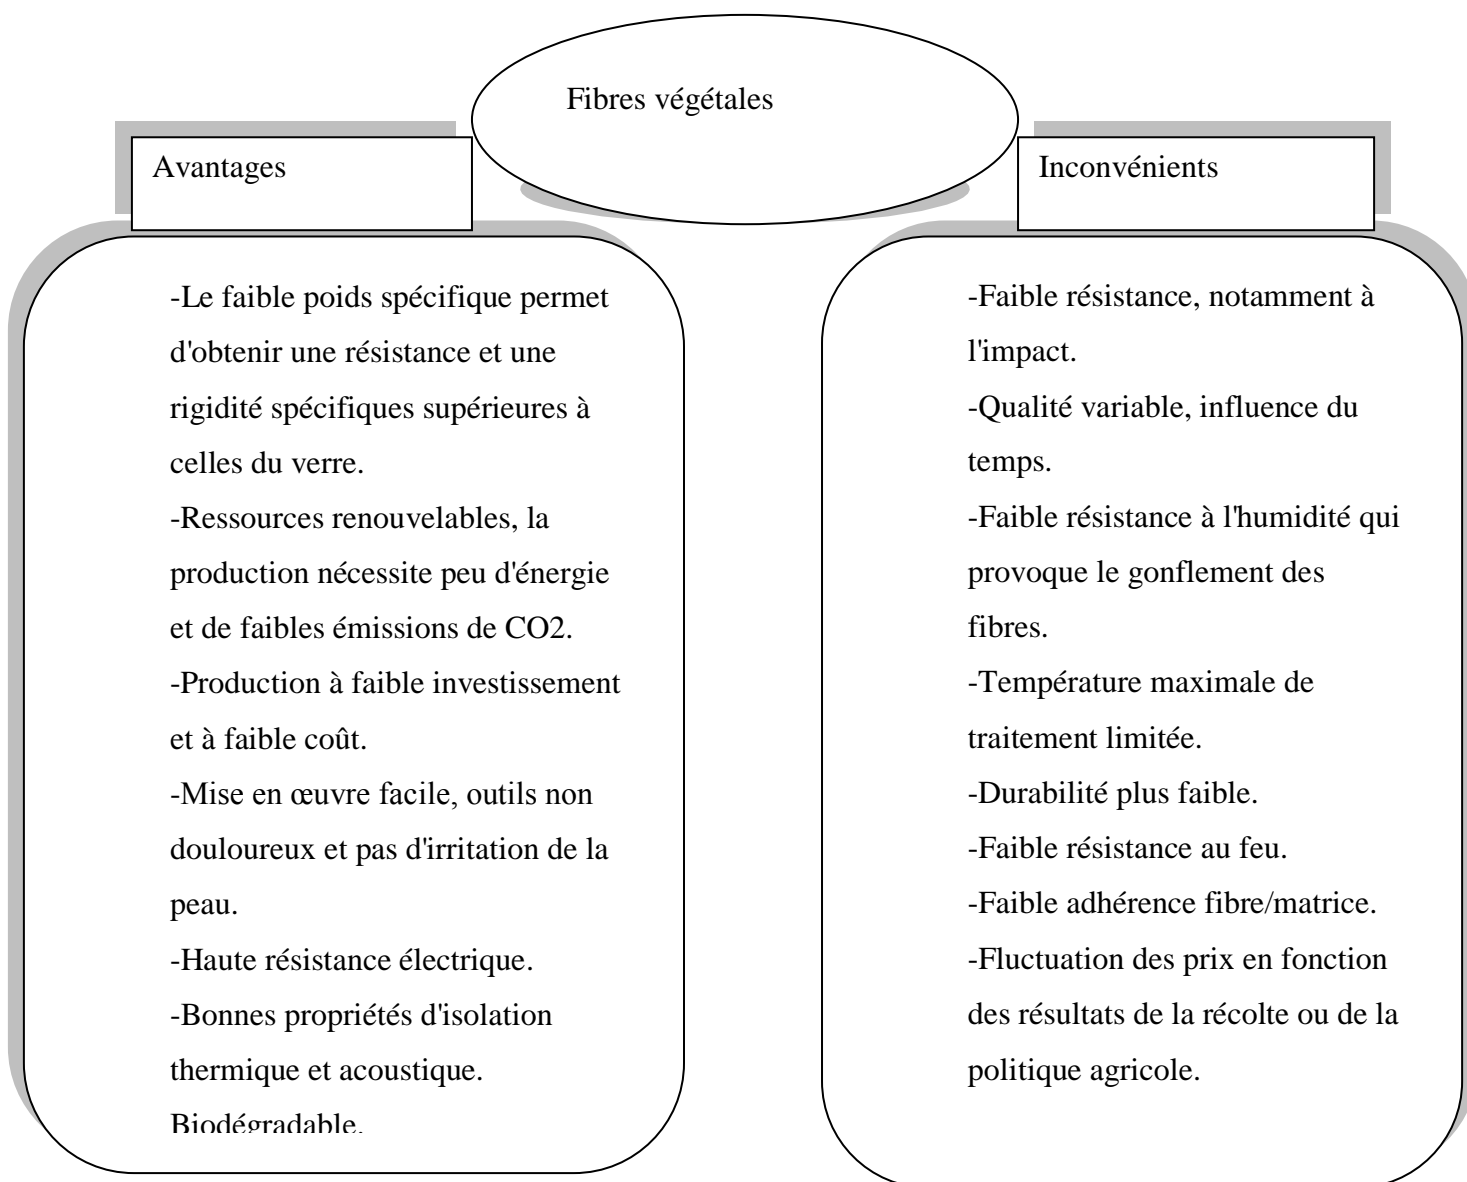 Fibres végétales
Avantages
-Le faible poids spécifique permet
d'obtenir une résistance et une
rigidité spécifiques supérieures à
celles du verre.
-Ressources renouvelables, la
production nécessite peu d'énergie
et de faibles émissions de CO2.
-Production à faible investissement
et à faible coût.
-Mise en œuvre facile, outils non
douloureux et pas d'irritation de la
peau.
-Haute résistance électrique.
-Bonnes propriétés d'isolation
thermique et acoustique.
Biodégradable.
Inconvénients
-Faible résistance, notamment à
l'impact.
-Qualité variable, influence du
temps.
-Faible résistance à l'humidité qui
provoque le gonflement des
fibres.
-Température maximale de
traitement limitée.
-Durabilité plus faible.
-Faible résistance au feu.
-Faible adhérence fibre/matrice.
-Fluctuation des prix en fonction
des résultats de la récolte ou de la
politique agricole.